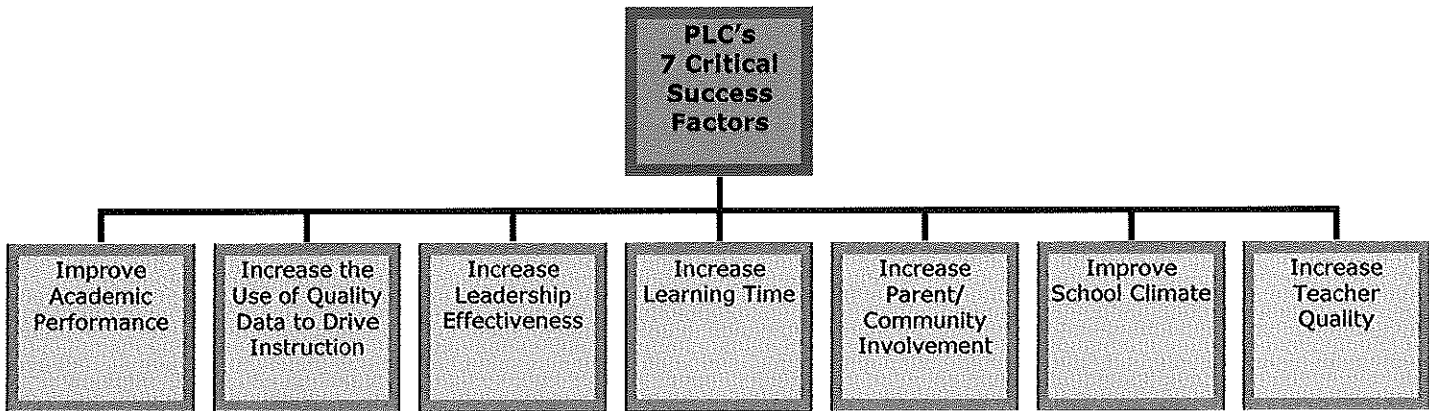 PLC's
7 Critical
Success
Factors
Improve
Academic
Performance
Increase the
Use of Quality
Data to Drive
Instruction
Increase
Leadership
Effectiveness
Increase
Learning Time
Increase
Parent/
Community
Involvement
Improve
School Climate
Increase
Teacher
Quality